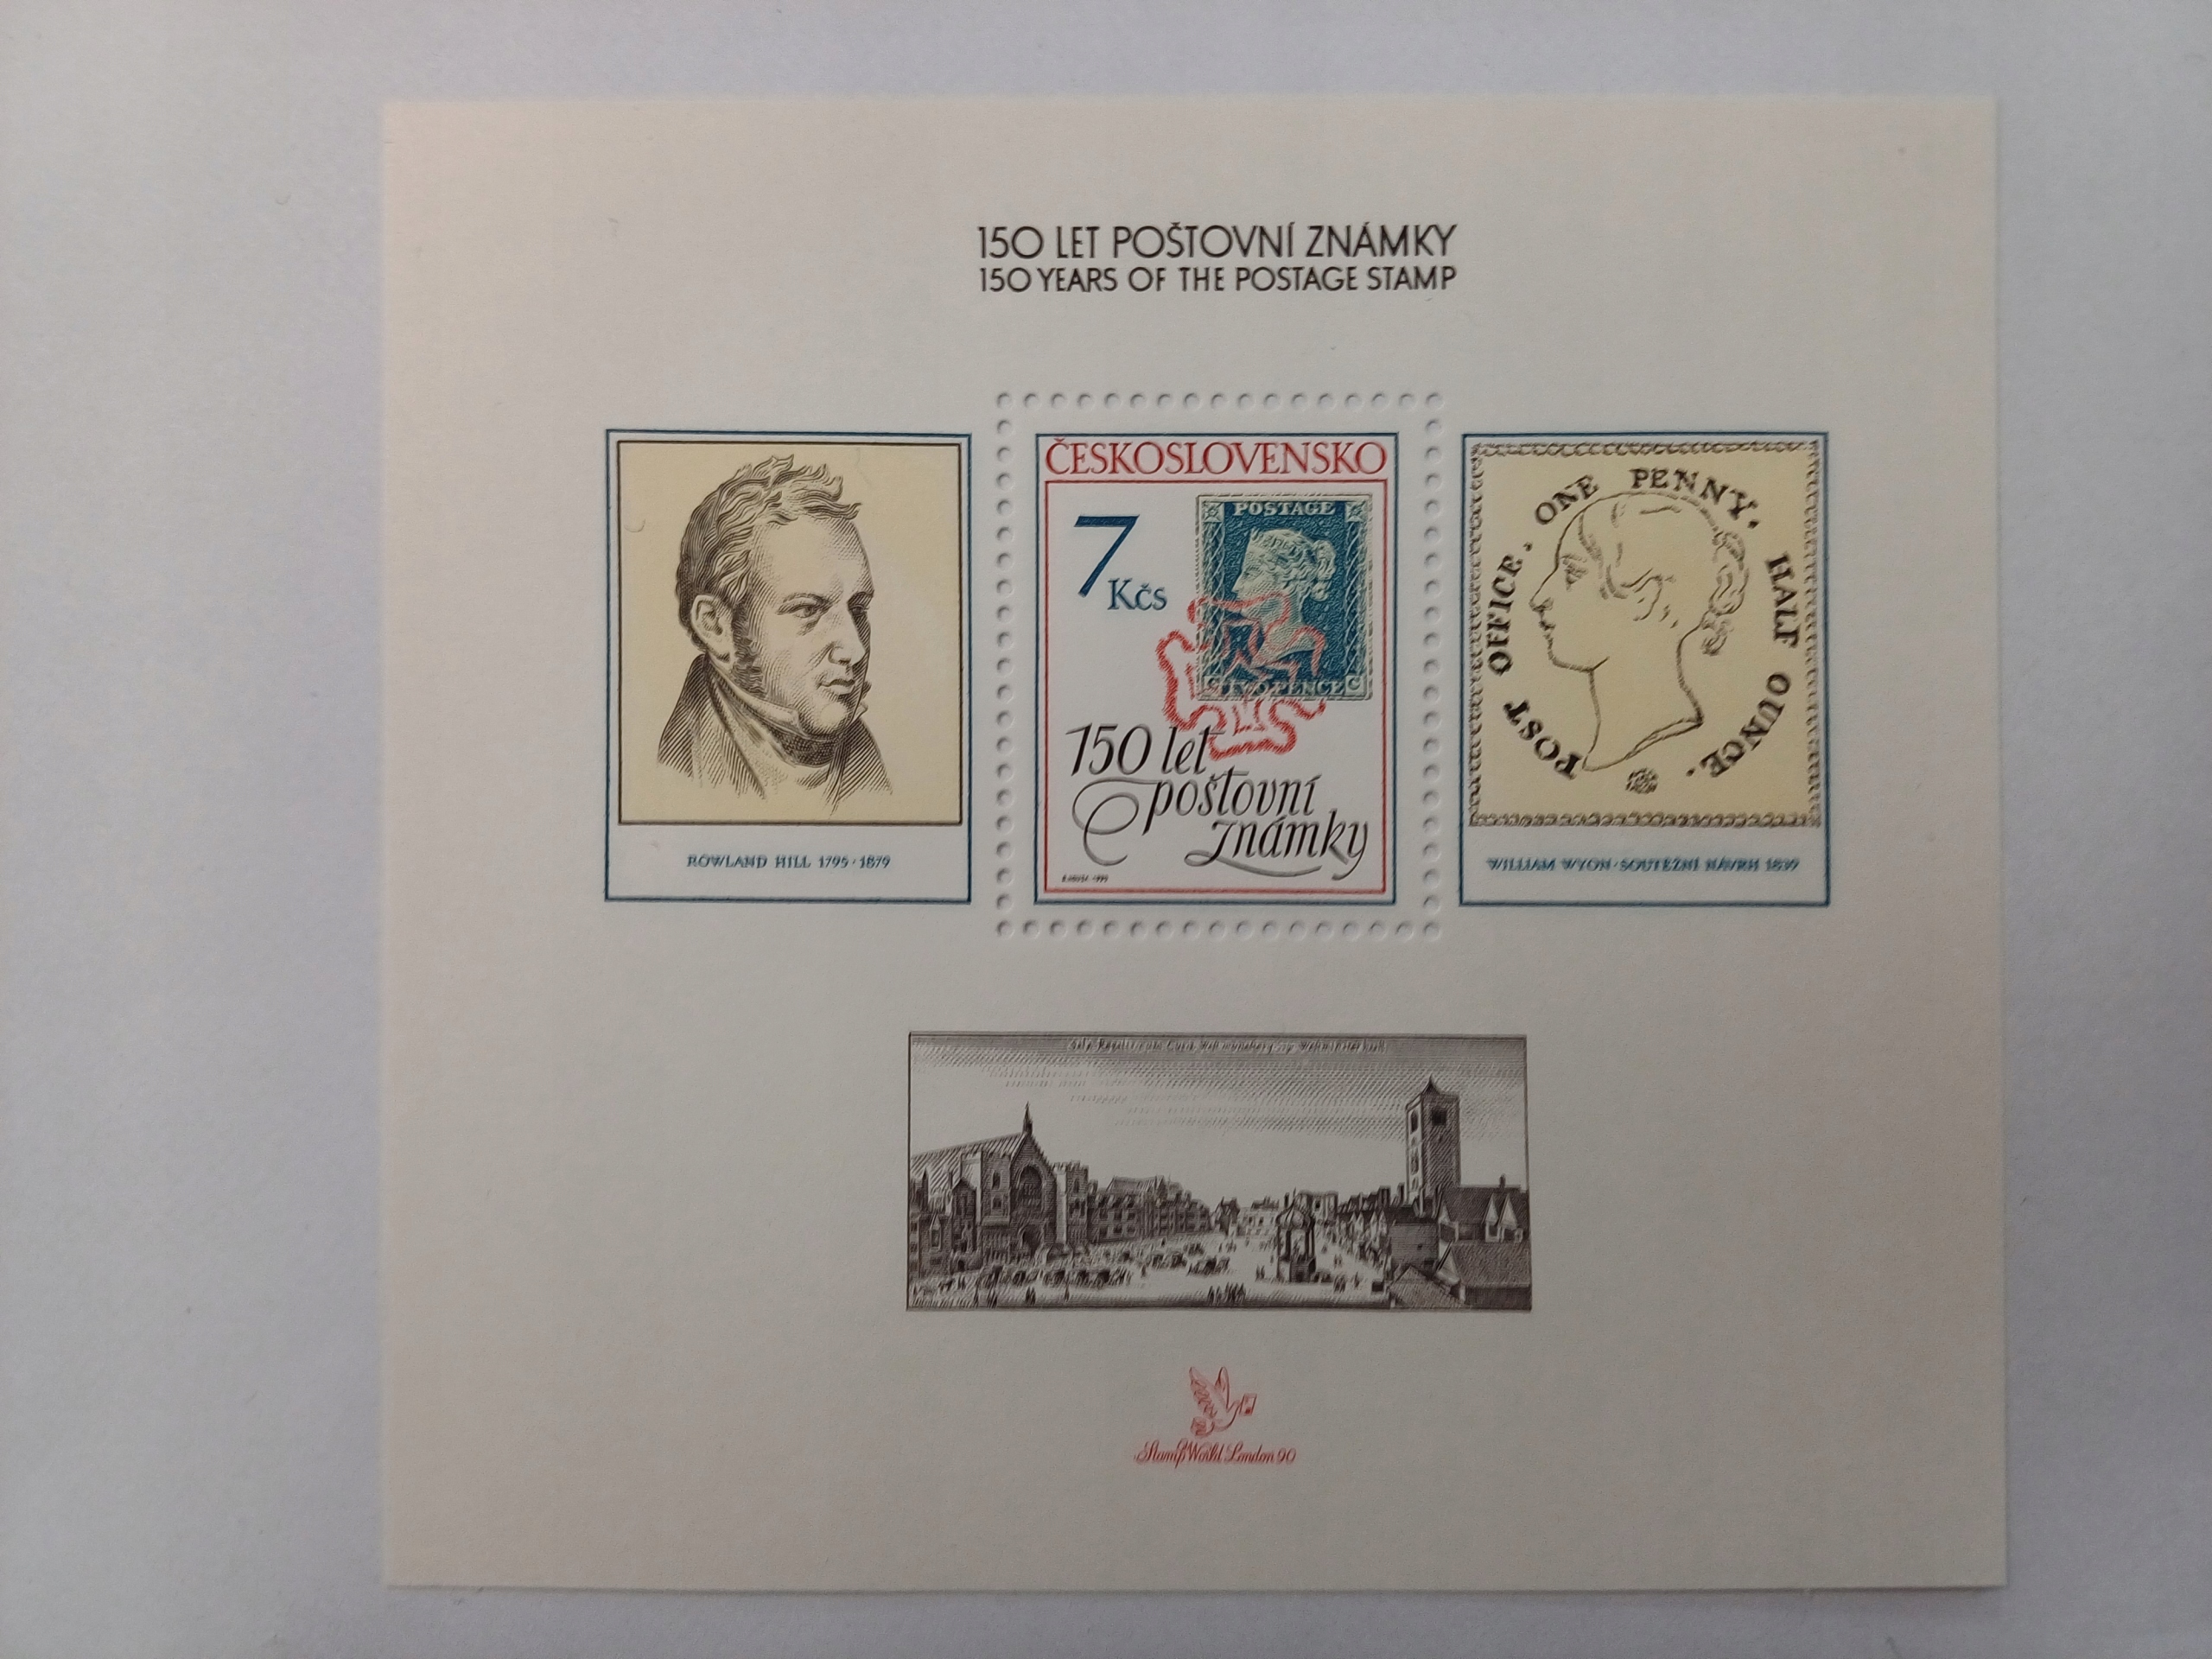 150 LET POŠTOVNÍ ZNÁMKY
150 YEARS OF THE POSTAGE STAMP
ROWLAND HILL 1795 · 1879
ČESKOSLOVENSKO
7 Kčs
POSTAGE
C TWO PENCE C
150 let
poštovní
známky
POST OFFICE. ONE PENNY. HALF OUNCE.
WILLIAM WYON · SOUTĚŽNÍ NÁVRH 1839
Stamp World London 90